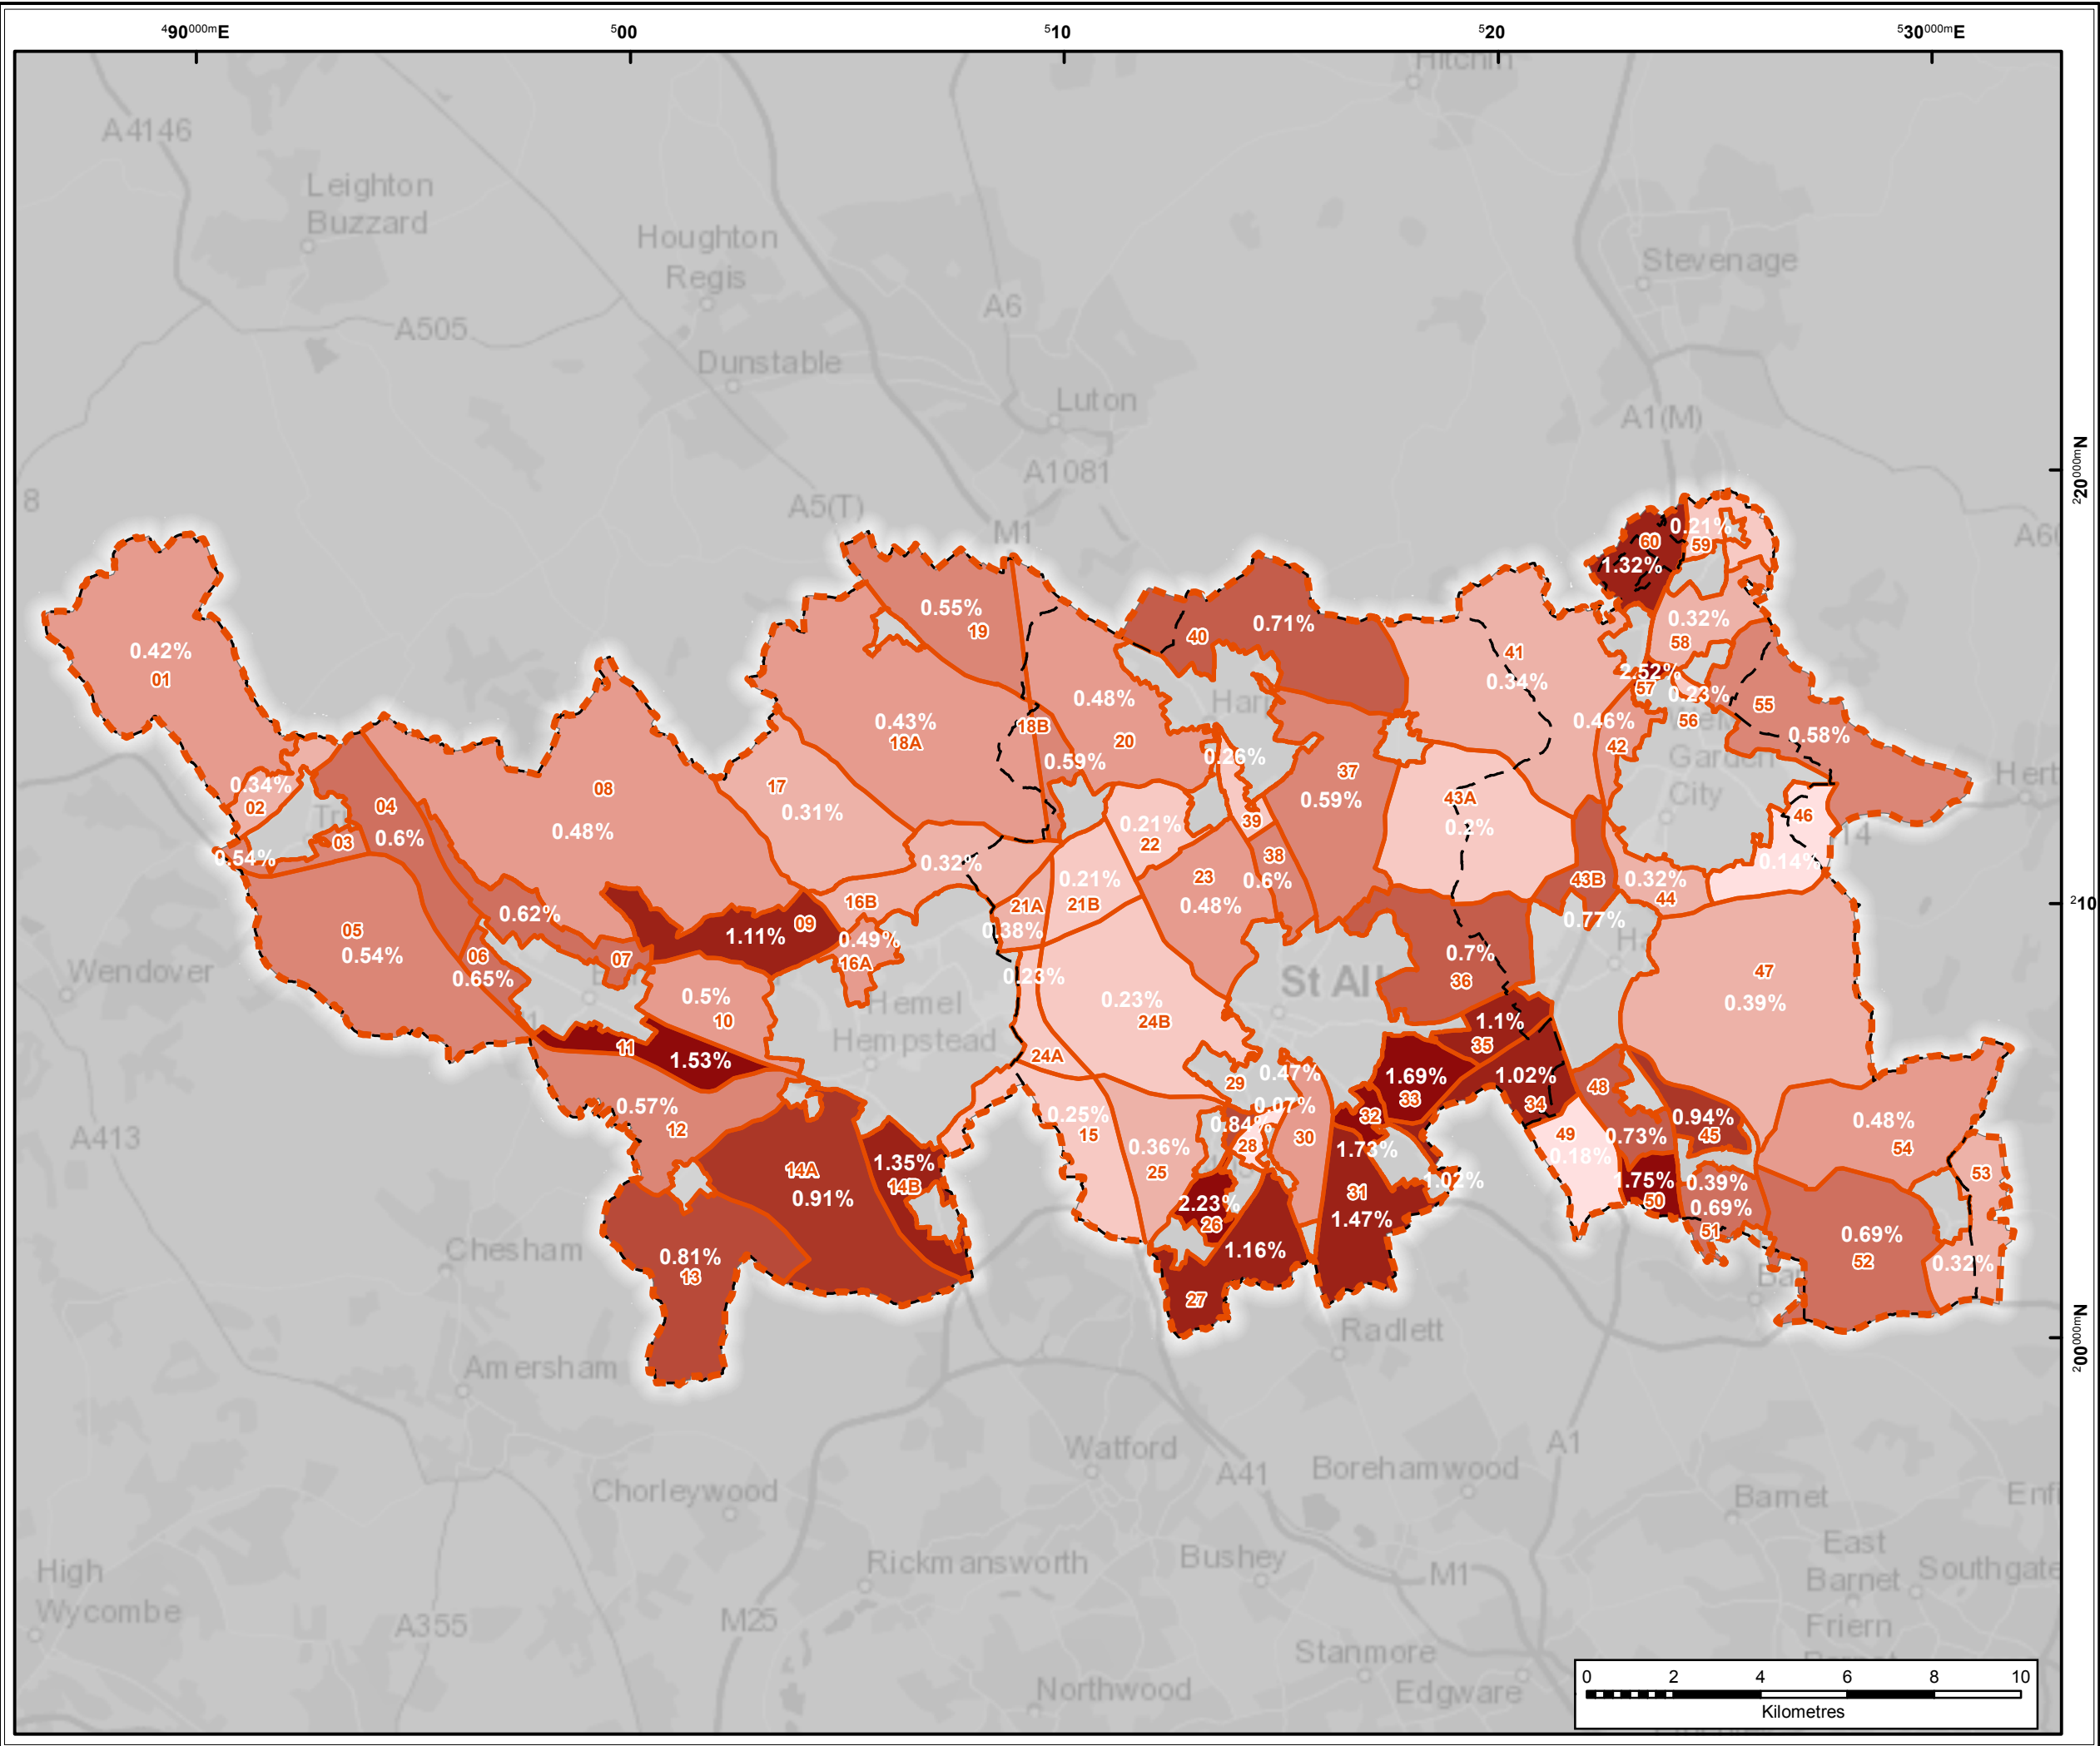 490000mE
500
510
520
530000mE
Hitchin
A4146
Leighton
Buzzard
Houghton
Regis
A6
Stevenage
A505
Dunstable
Luton
A1(M)
A1081
220000mN
8
A5(T)
M1
0.21%
60
59
1.32%
0.42%
01
0.55%
19
40
0.71%
41
0.34%
0.32%
58
2.52%
57
0.23%
56
55
0.58%
0.43%
18A
18B
0.48%
20
0.59%
0.26%
37
0.59%
0.46%
42
Garden
City
Hert
0.34%
02
08
0.48%
17
0.31%
04
0.6%
03
0.54%
43A
0.2%
39
0.21%
22
46
14
0.14%
0.32%
38
0.6%
23
0.48%
0.21%
21B
21A
0.38%
43B
0.77%
0.32%
44
210
16B
0.62%
09
1.11%
0.49%
16A
05
0.54%
06
0.65%
07
Wendover
0.7%
36
47
0.39%
0.23%
0.23%
24B
St Al
0.5%
10
Hemel
Hempstead
11
1.53%
24A
1.1%
35
29
0.47%
0.07%
1.69%
33
1.02%
34
48
0.57%
12
0.25%
15
0.36%
25
0.84%
28
30
32
1.73%
49
0.18%
0.73%
0.94%
45
0.48%
54
53
A413
14A
0.91%
1.35%
14B
2.23%
26
31
1.47%
1.02%
1.75%
50
0.39%
0.69%
51
0.69%
52
0.32%
Chesham
0.81%
13
1.16%
27
Radlett
200000mN
Amersham
Watford
A41
Borehamwood
A1
Chorleywood
Barnet
Enfi
High
Wycombe
Rickmansworth
Bushey
M1
East
Barnet
Southgate
A355
M25
Friern
Stanmore
Edgware
Northwood
0 2 4 6 8 10
Kilometres